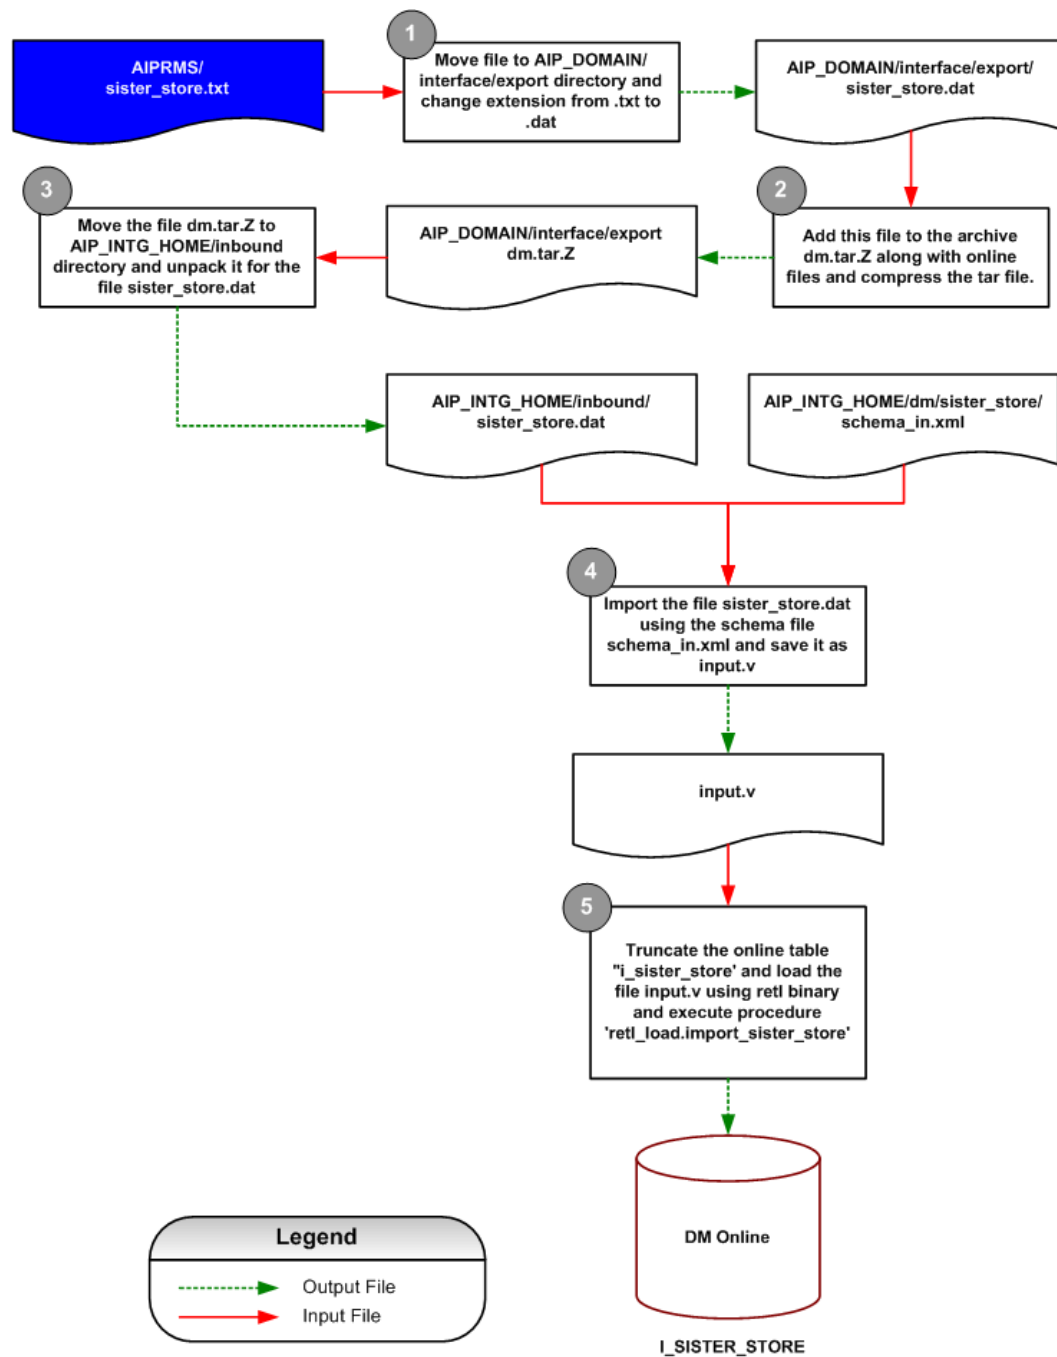 1
AIPRMS/
sister_store.txt
Move file to AIP_DOMAIN/
interface/export directory and
change extension from .txt to
.dat
AIP_DOMAIN/interface/export/
sister_store.dat
3
Move the file dm.tar.Z to
AIP_INTG_HOME/inbound
directory and unpack it for the
file sister_store.dat
AIP_DOMAIN/interface/export
dm.tar.Z
2
Add this file to the archive
dm.tar.Z along with online
files and compress the tar file.
AIP_INTG_HOME/inbound/
sister_store.dat
AIP_INTG_HOME/dm/sister_store/
schema_in.xml
4
Import the file sister_store.dat
using the schema file
schema_in.xml and save it as
input.v
input.v
5
Truncate the online table
"i_sister_store' and load the
file input.v using retl binary
and execute procedure
'retl_load.import_sister_store'
DM Online
I_SISTER_STORE
Legend
Output File
Input File